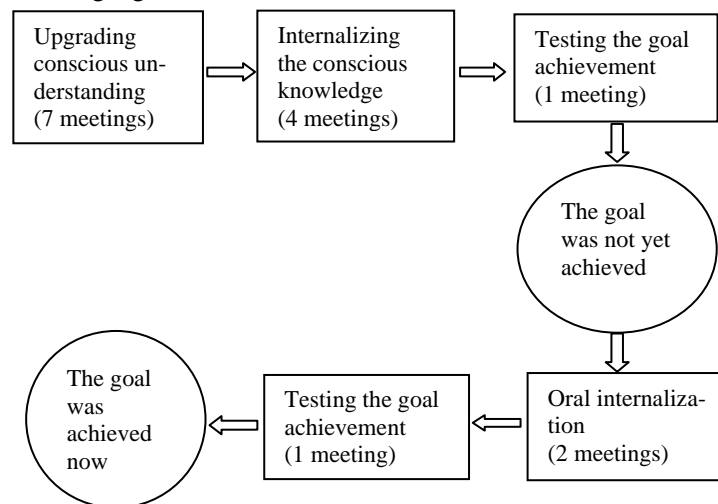 Upgrading
conscious un-
derstanding
(7 meetings)
Internalizing
the conscious
knowledge
(4 meetings)
Testing the goal
achievement
(1 meeting)
The goal
was not yet
achieved
Oral internaliza-
tion
(2 meetings)
Testing the goal
achievement
(1 meeting)
The goal
was
achieved
now